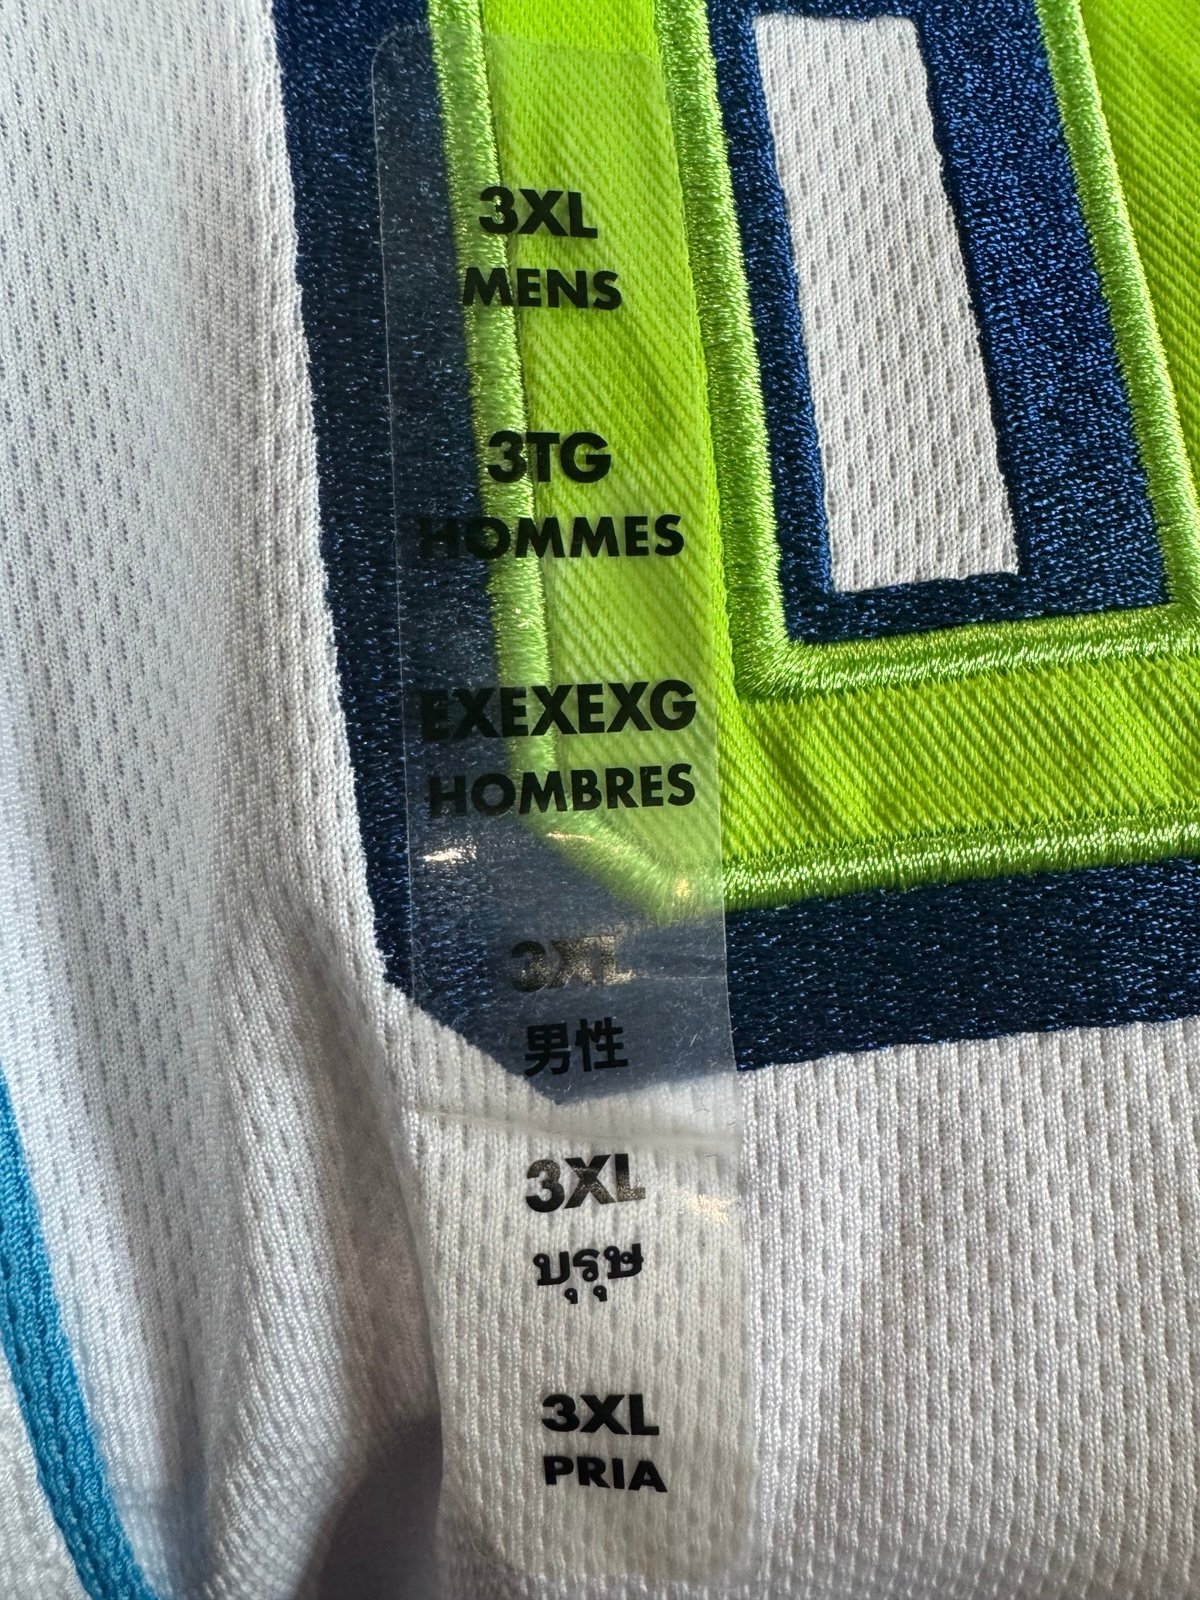 3XL
MENS
3TG
HOMMES
EXEXEXG
HOMBRES
3XL
男性
3XL
บุรุษ
3XL
PRIA